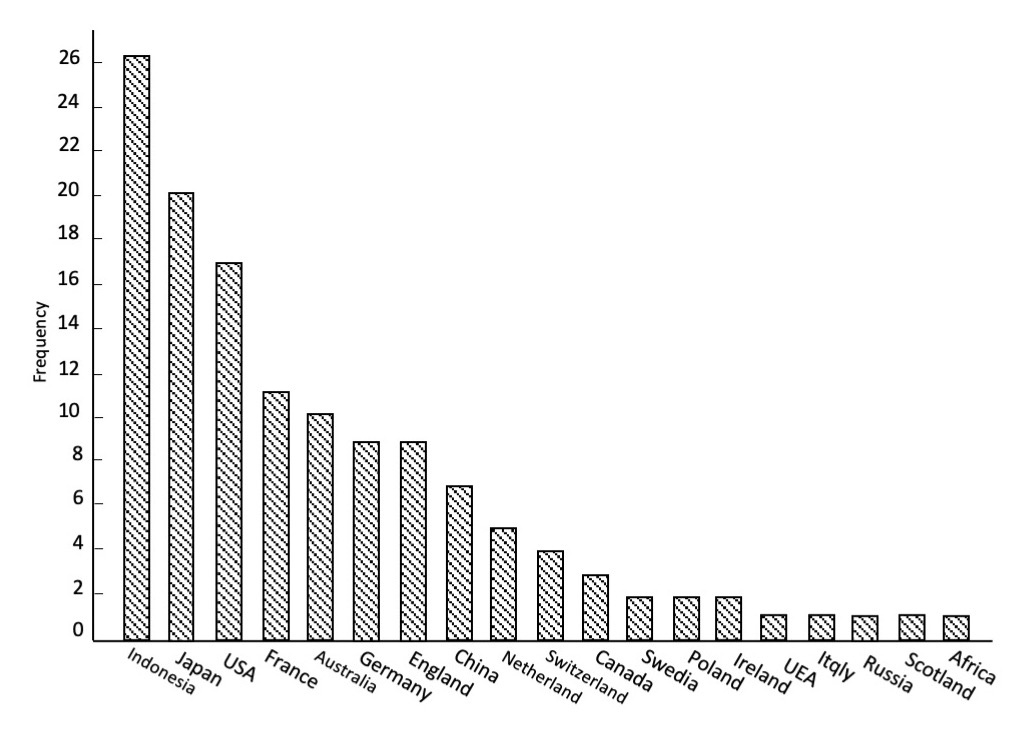 26
24
22
20
18
16
14
12
10
8
6
4
2
0
Frequency
Indonesia
Japan
USA
France
Australia
Germany
England
China
Netherland
Switzerland
Canada
Swedia
Poland
Ireland
UEA
Itqly
Russia
Scotland
Africa